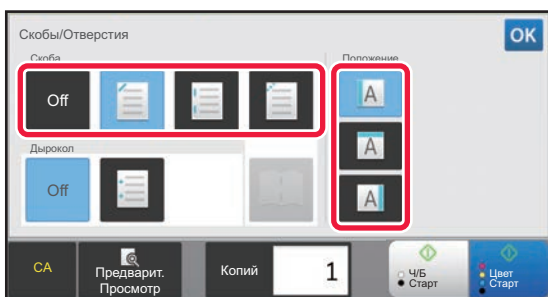 Скобы/Отверстия
OK
Скоба
Положение
Off
A
A
A
Дырокол
Off
CA
Предварит.
Просмотр
Копий
1
Ч/Б
Старт
Цвет
Старт